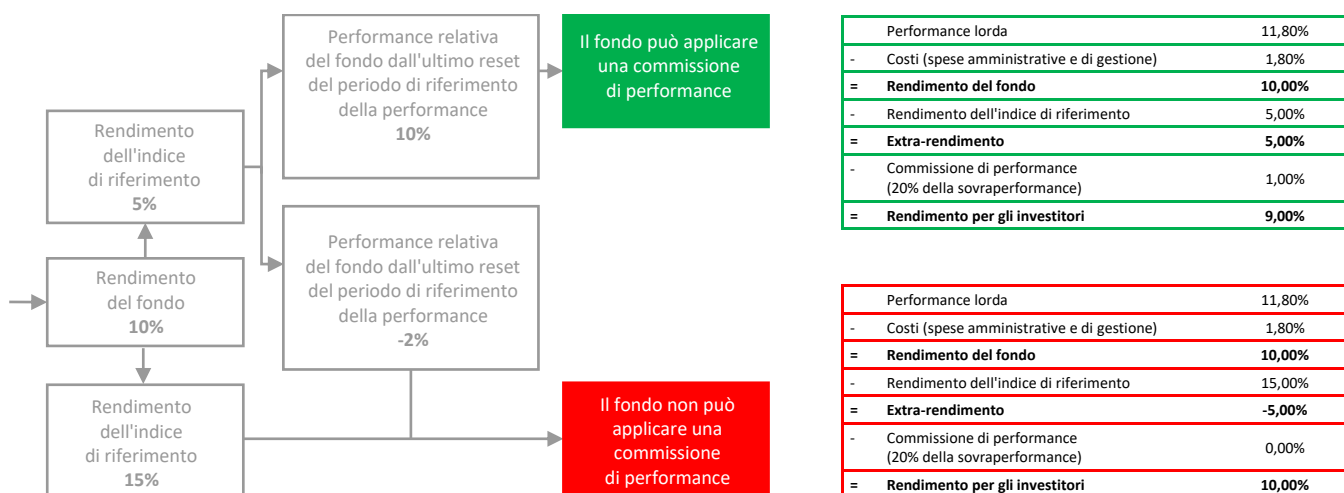 Performance relativa
del fondo dall'ultimo reset
del periodo di riferimento
della performance
10%
Il fondo può applicare
una commissione
di performance
Rendimento
dell'indice
di riferimento
5%
Performance relativa
del fondo dall'ultimo reset
del periodo di riferimento
della performance
-2%
Rendimento
del fondo
10%
Rendimento
dell'indice
di riferimento
15%
Il fondo non può
applicare una
commissione
di performance
Performance lorda 11,80%
- Costi (spese amministrative e di gestione) 1,80%
= Rendimento del fondo 10,00%
- Rendimento dell'indice di riferimento 5,00%
= Extra-rendimento 5,00%
- Commissione di performance
(20% della sovraperformance) 1,00%
= Rendimento per gli investitori 9,00%
Performance lorda 11,80%
- Costi (spese amministrative e di gestione) 1,80%
= Rendimento del fondo 10,00%
- Rendimento dell'indice di riferimento 15,00%
= Extra-rendimento -5,00%
- Commissione di performance
(20% della sovraperformance) 0,00%
= Rendimento per gli investitori 10,00%